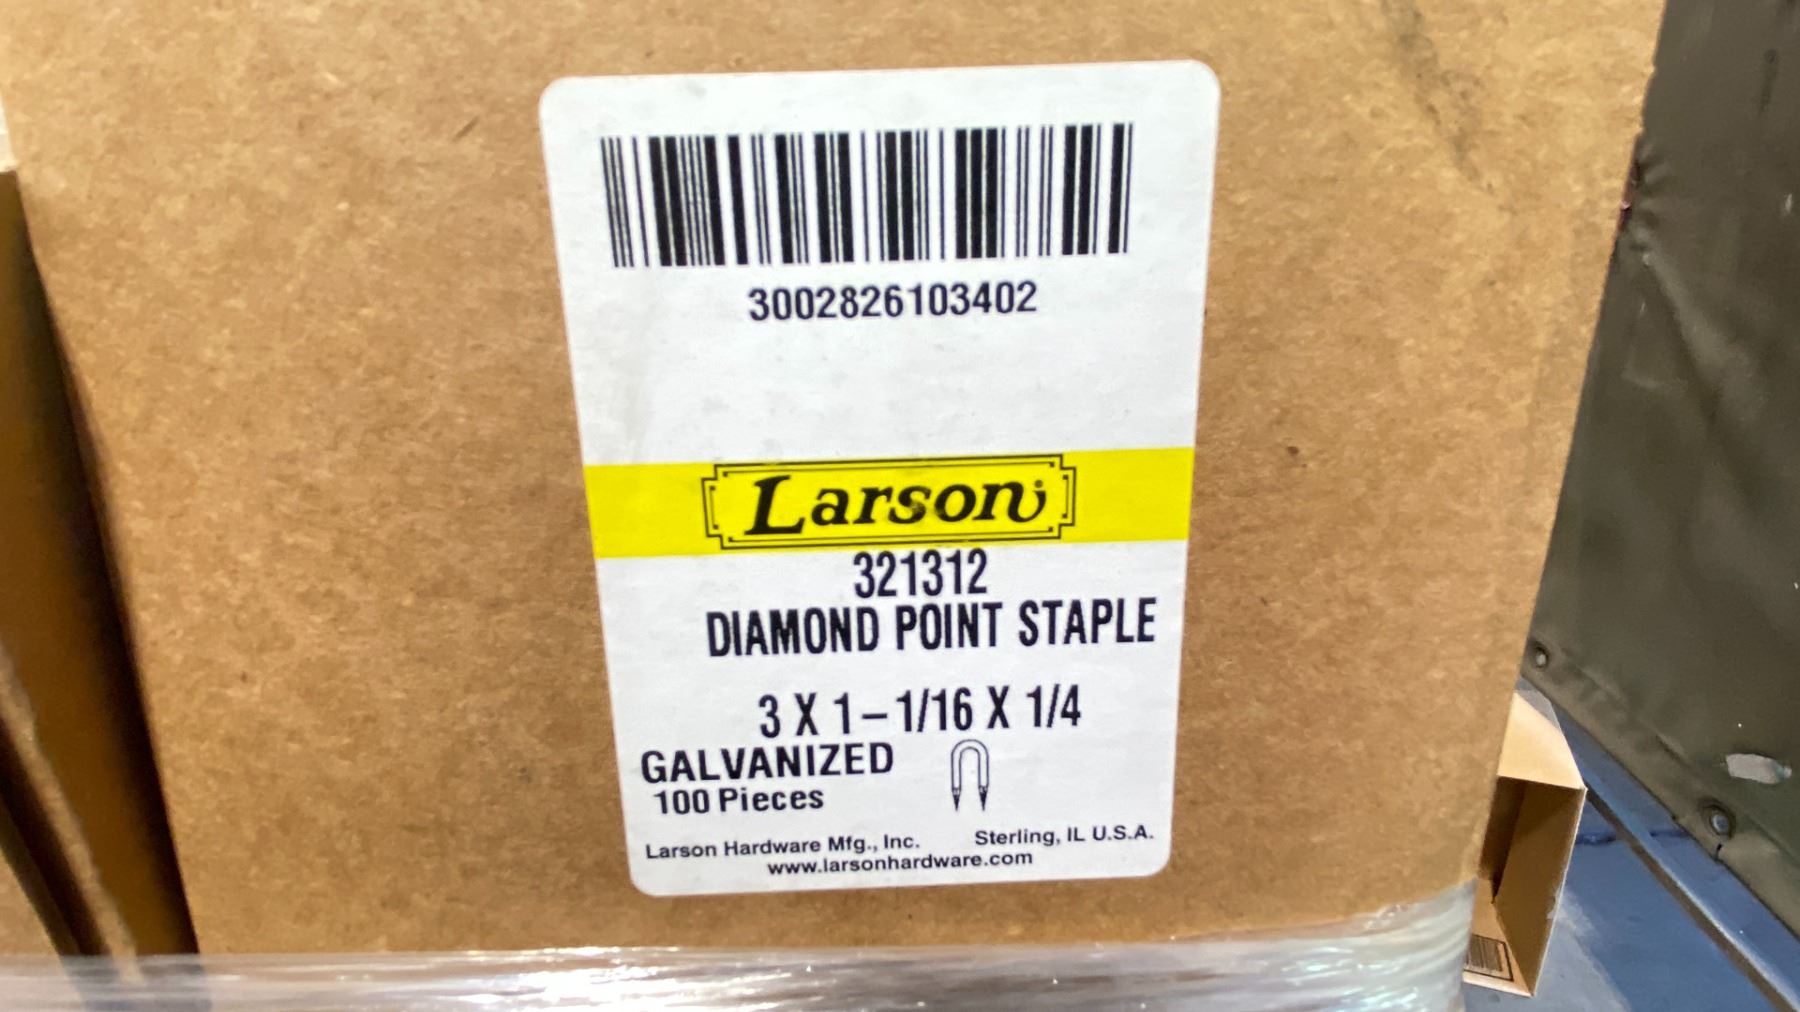 3002826103402
Larson
321312
DIAMOND POINT STAPLE
3 X 1-1/16 X 1/4
GALVANIZED
100 Pieces
Larson Hardware Mfg., Inc. Sterling, IL U.S.A.
www.larsonhardware.com